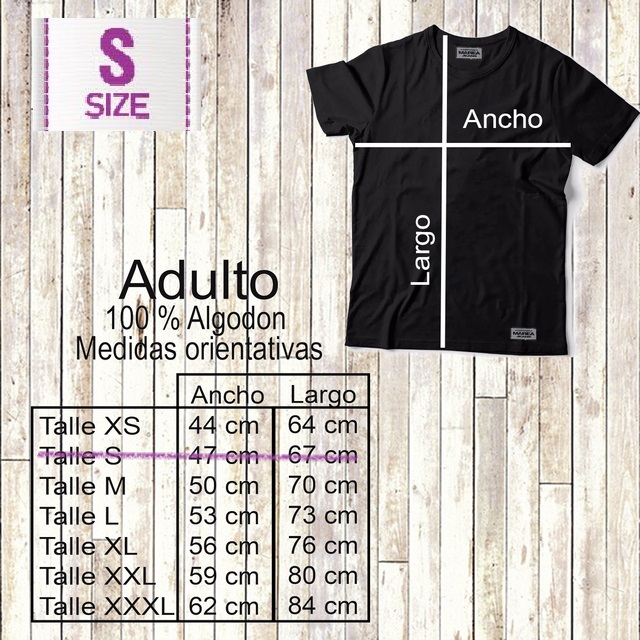 S
SIZE
MARCA
Ancho
Largo
Adulto
100 % Algodon
Medidas orientativas
Ancho Largo
Talle XS 44 cm 64 cm
Talle S 47 cm 67 cm
Talle M 50 cm 70 cm
Talle L 53 cm 73 cm
Talle XL 56 cm 76 cm
Talle XXL 59 cm 80 cm
Talle XXXL 62 cm 84 cm
MARCA